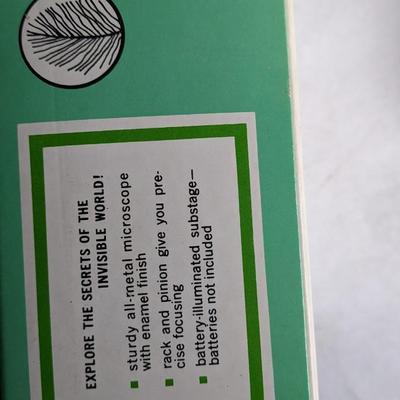 EXPLORE THE SECRETS OF THE
INVISIBLE WORLD!
■ sturdy all-metal microscope
with enamel finish
■ rack and pinion give you pre-
cise focusing
■ battery-illuminated substage—
batteries not included